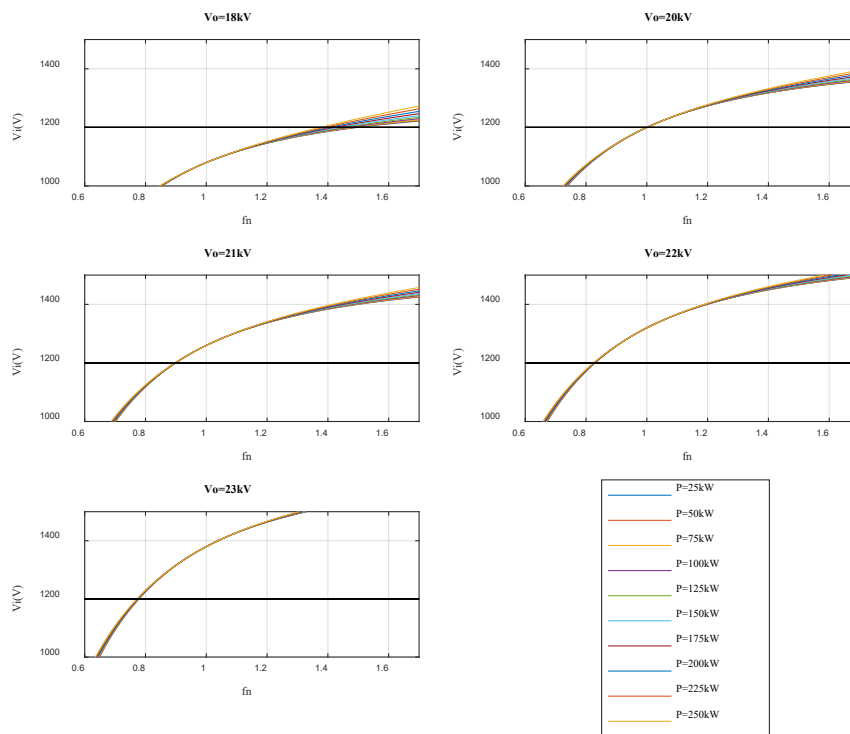 Vo=18kV
1400
1200
1000
Vi(V)
0.6 0.8 1 1.2 1.4 1.6
fn
Vo=20kV
1400
1200
1000
Vi(V)
0.6 0.8 1 1.2 1.4 1.6
fn
Vo=21kV
1400
1200
1000
Vi(V)
0.6 0.8 1 1.2 1.4 1.6
fn
Vo=22kV
1400
1200
1000
Vi(V)
0.6 0.8 1 1.2 1.4 1.6
fn
Vo=23kV
1400
1200
1000
Vi(V)
0.6 0.8 1 1.2 1.4 1.6
fn
P=25kW
P=50kW
P=75kW
P=100kW
P=125kW
P=150kW
P=175kW
P=200kW
P=225kW
P=250kW